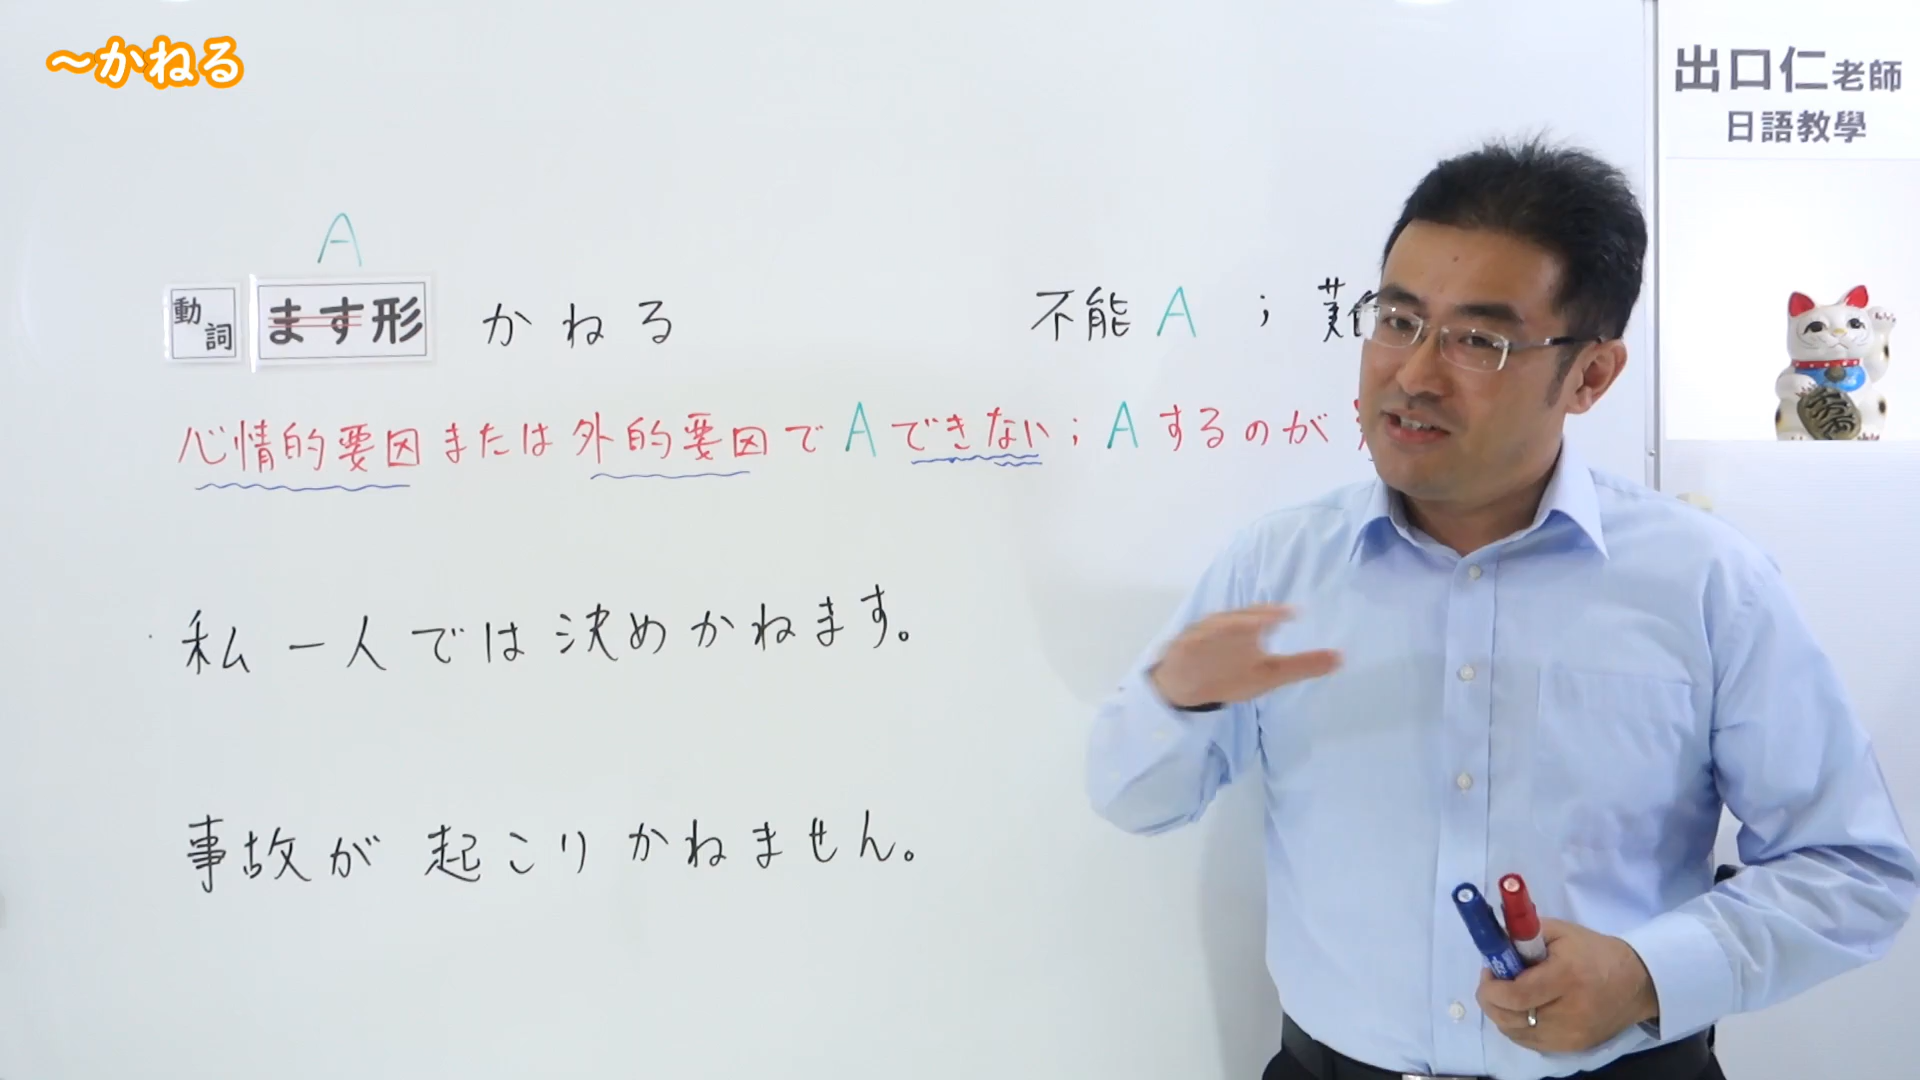 ～かねる
出口仁老師
日語教學
A
動詞 ます形 かねる 不能 A ；
心情的要因または外的要因でAできない；Aするのが
私一人では決めかねます。
事故が起こりかねません。